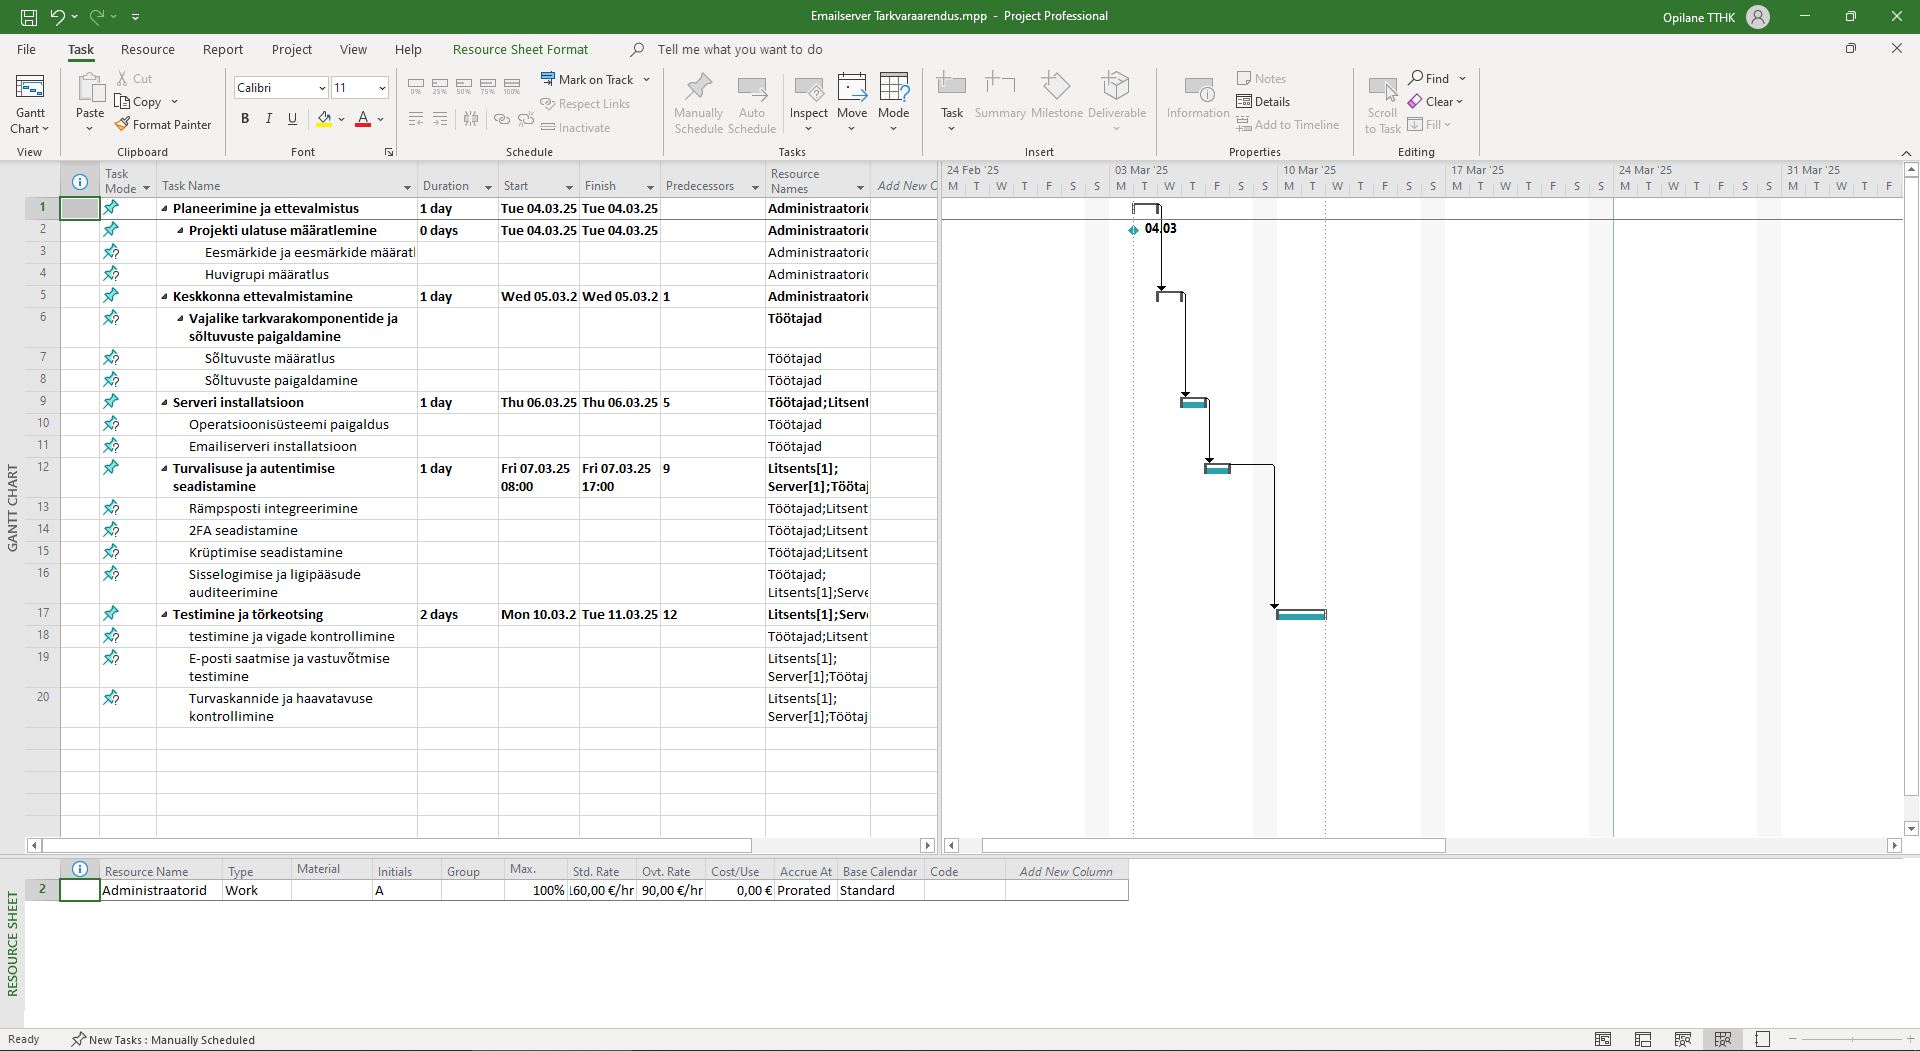 Emailserver Tarkvaraarendus.mpp - Project Professional
Opilane TTHK
File Task Resource Report Project View Help Resource Sheet Format Tell me what you want to do
Gantt Chart
View
Paste
Cut
Copy
Format Painter
Clipboard
Calibri 11
B I U A
Font
0% 25% 50% 75% 100%
Mark on Track
Respect Links
Inactivate
Schedule
Manually Schedule
Auto Schedule
Inspect
Move
Mode
Tasks
Task
Summary
Milestone
Deliverable
Insert
Information
Notes
Details
Add to Timeline
Properties
Scroll to Task
Find
Clear
Fill
Editing
Task Mode Task Name Duration Start Finish Predecessors Resource Names Add New C
24 Feb '25 03 Mar '25 10 Mar '25 17 Mar '25 24 Mar '25 31 Mar '25
M T W T F S S M T W T F S S M T W T F S S M T W T F S S M T W T F S S M T W T F
1 Planeerimine ja ettevalmistus 1 day Tue 04.03.25 Tue 04.03.25 Administraatorid
2 Projekti ulatuse määratlemine 0 days Tue 04.03.25 Tue 04.03.25 Administraatorid
04.03
3 Eesmärkide ja eesmärkide määratl Administraatorid
4 Huvigrupi määratlus Administraatorid
5 Keskkonna ettevalmistamine 1 day Wed 05.03.2 Wed 05.03.2 1 Administraatorid
6 Vajalike tarkvarakomponentide ja Töötajad
sõltuvuste paigaldamine
7 Sõltuvuste määratlus Töötajad
8 Sõltuvuste paigaldamine Töötajad
9 Serveri installatsioon 1 day Thu 06.03.25 Thu 06.03.25 5 Töötajad;Litsent
10 Operatsioonisüsteemi paigaldus Töötajad
11 Emailiserveri installatsioon Töötajad
12 Turvalisuse ja autentimise 1 day Fri 07.03.25 Fri 07.03.25 9 Litsents[1];
seadistamine 08:00 17:00 Server[1];Töötaj
13 Rämpsposti integreerimine Töötajad;Litsent
14 2FA seadistamine Töötajad;Litsent
15 Krüptimise seadistamine Töötajad;Litsent
16 Sisselogimise ja ligipääsude Töötajad;
auditeerimine Litsents[1];Serve
17 Testimine ja tõrkeotsing 2 days Mon 10.03.2 Tue 11.03.25 12 Litsents[1];Serve
18 testimine ja vigade kontrollimine Töötajad;Litsent
19 E-posti saatmise ja vastuvõtmise Litsents[1];
testimine Server[1];Töötaj
20 Turvaskannide ja haavatavuse Litsents[1];
kontrollimine Server[1];Töötaj
GANTT CHART
Resource Name Type Material Initials Group Max. Std. Rate Ovt. Rate Cost/Use Accrue At Base Calendar Code Add New Column
2 Administraatorid Work A 100% 160,00 €/hr 90,00 €/hr 0,00 € Prorated Standard
RESOURCE SHEET
Ready New Tasks : Manually Scheduled